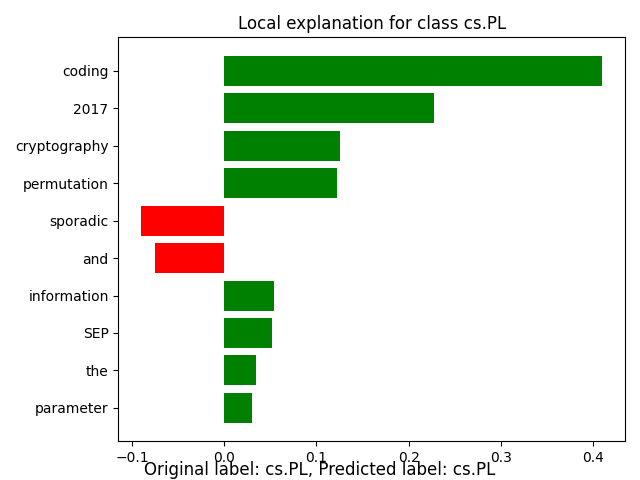 Local explanation for class cs.PL
coding
2017
cryptography
permutation
sporadic
and
information
SEP
the
parameter
−0.1 0.0 0.1 0.2 0.3 0.4
Original label: cs.PL, Predicted label: cs.PL